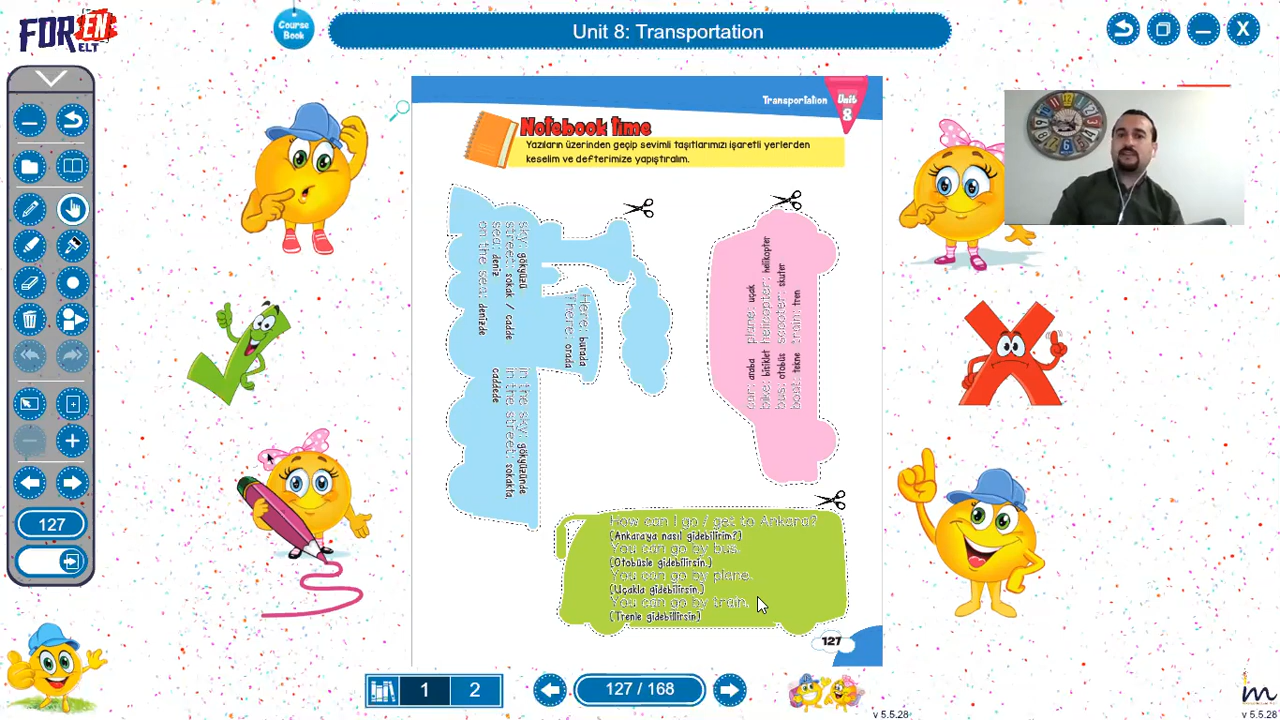 FOREN
ELT
Course
Book
Unit 8: Transportation
Transportation
Unit
8
Notebook Time
Yazıların üzerinden geçip sevimli taşıtlarımızı işaretli yerlerden
keselim ve defterimize yapıştıralım.
sky: gökyüzü
street: sokak / cadde
sea: deniz
on the sea: denizde
in the sky: gökyüzünde
in the street: sokakta,
caddede
Here: burada
There: orada
car: araba
plane: uçak
bike: bisiklet
helicopter: helikopter
bus: otobüs
scooter: skuter
boat: tekne
train: tren
How can I go / get to Ankara?
(Ankaraya nasıl gidebilirim?)
You can go by bus.
(Otobüsle gidebilirsin.)
You can go by plane.
(Uçakla gidebilirsin.)
You can go by train.
(Trenle gidebilirsin)
127
127
1
2
127 / 168
v 5.5.28
v 5.5.28